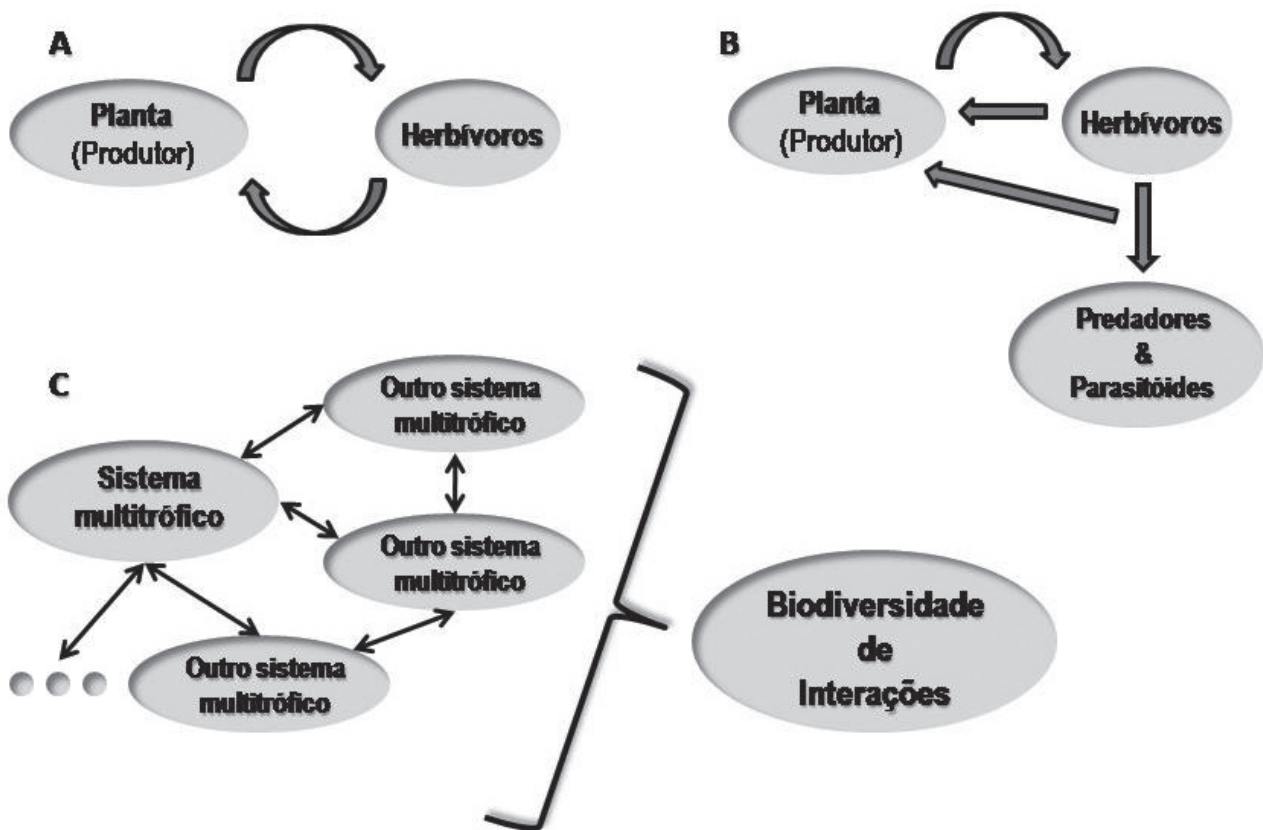 A
Planta
(Produtor)
Herbívoros
B
Planta
(Produtor)
Herbívoros
Predadores
&
Parasitóides
C
Outro sistema
multitrófico
Sistema
multitrófico
Outro sistema
multitrófico
Outro sistema
multitrófico
Biodiversidade
de
Interações